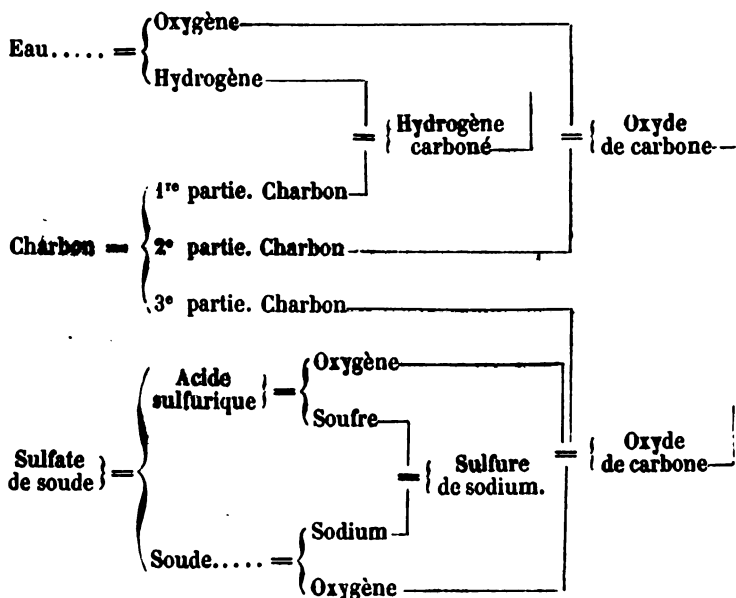 Oxygène
Eau..... = {
Hydrogène
= { Hydrogène
carboné
= { Oxyde
de carbone
1re partie. Charbon
Charbon = { 2e partie. Charbon
3e partie. Charbon
Acide
sulfurique } = { Oxygène
Soufre
Sulfate
de soude } = {
= { Sulfure
de sodium.
= { Oxyde
de carbone
Sodium
Soude..... = {
Oxygène